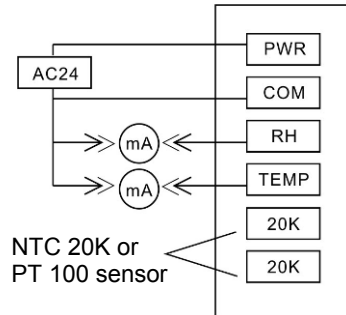 PWR
AC24
COM
mA
RH
mA
TEMP
20K
NTC 20K or
PT 100 sensor
20K